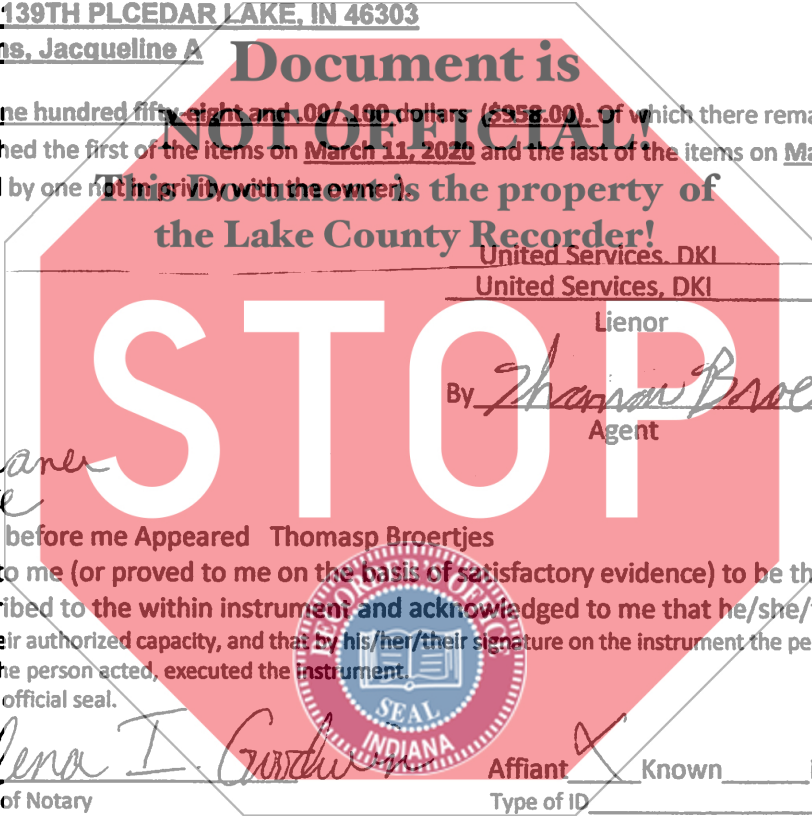 139TH PLCEDAR LAKE, IN 46303
ns, Jacqueline A
Document is
ne hundred fifty-eight and .00/ 100 dollars ($958.00). Of which there rema
NOT OFFICIAL!
ned the first of the items on March 11, 2020 and the last of the items on Ma
by one not in privity with the owner).
This Document is the property of
the Lake County Recorder!
United Services, DKI
United Services, DKI
Lienor
STOP
By
Agent
before me Appeared Thomasp Broertjes
to me (or proved to me on the basis of satisfactory evidence) to be th
ribed to the within instrument and acknowledged to me that he/she/
eir authorized capacity, and that by his/her/their signature on the instrument the pe
he person acted, executed the instrument.
official seal.
RECORDER'S OFFICE
SEAL
INDIANA
Affiant X Known
of Notary
Type of ID